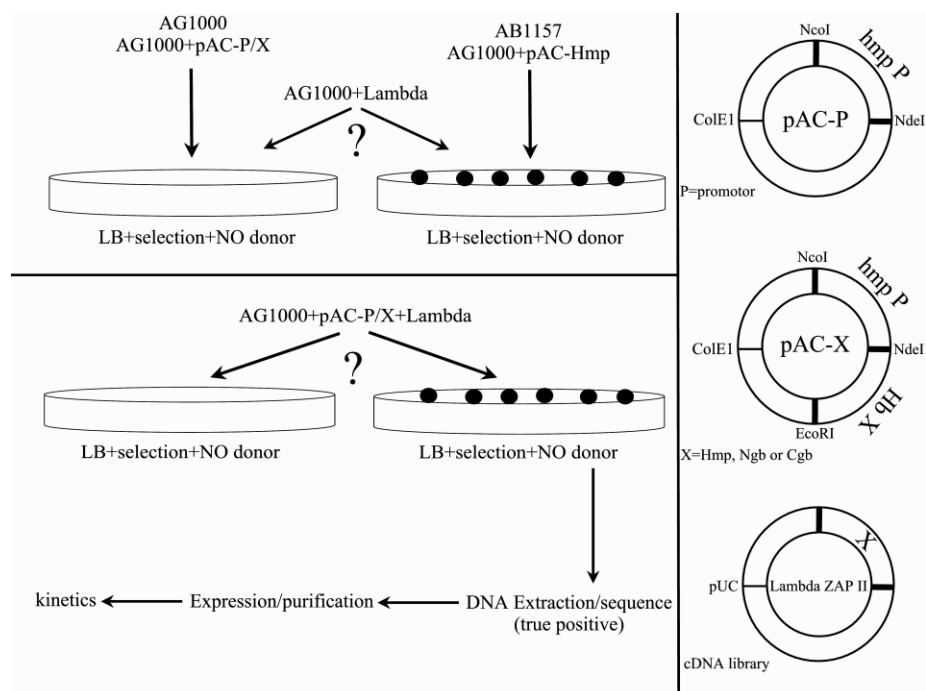 AG1000
AG1000+pAC-P/X
AB1157
AG1000+pAC-Hmp
AG1000+Lambda
?
LB+selection+NO donor
LB+selection+NO donor
AG1000+pAC-P/X+Lambda
?
LB+selection+NO donor
LB+selection+NO donor
kinetics
Expression/purification
DNA Extraction/sequence
(true positive)
NcoI
hmp P
ColE1
pAC-P
NdeI
P=promotor
NcoI
hmp P
ColE1
pAC-X
NdeI
Hb X
EcoRI
X=Hmp, Ngb or Cgb
X
pUC
Lambda ZAP II
cDNA library